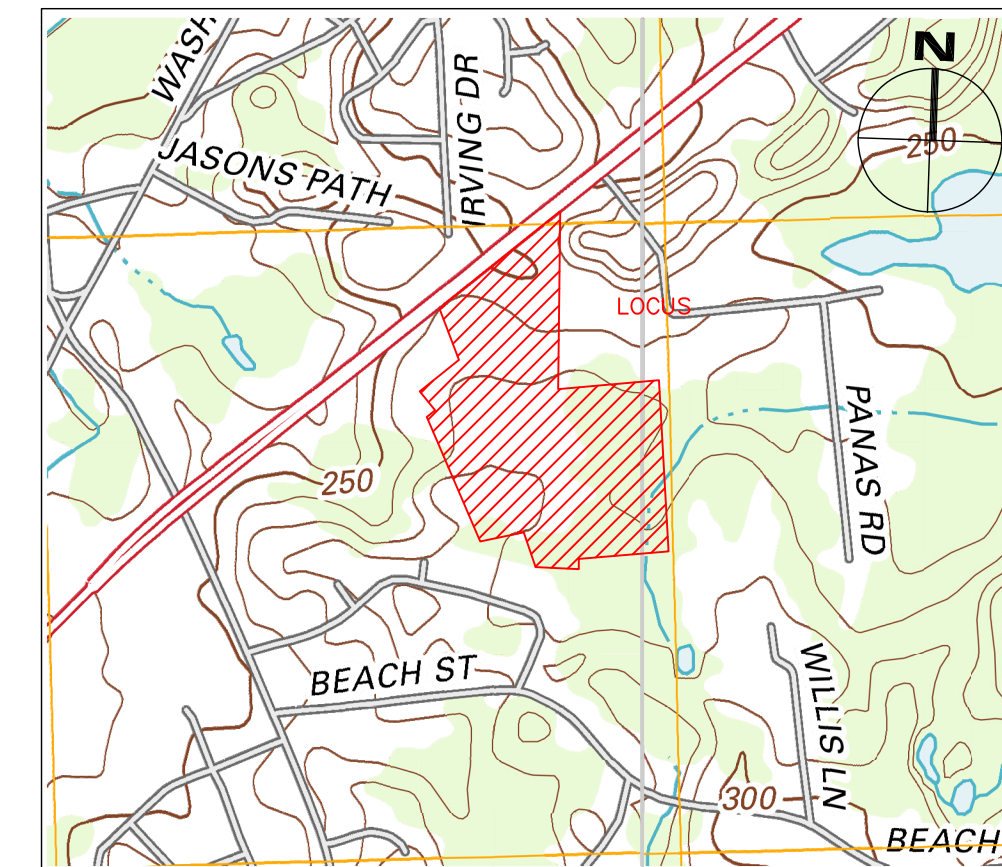 WASH
N
IRVING DR
JASONS PATH
250
LOCUS
PANAS RD
250
BEACH ST
WILLIS LN
300
BEACH